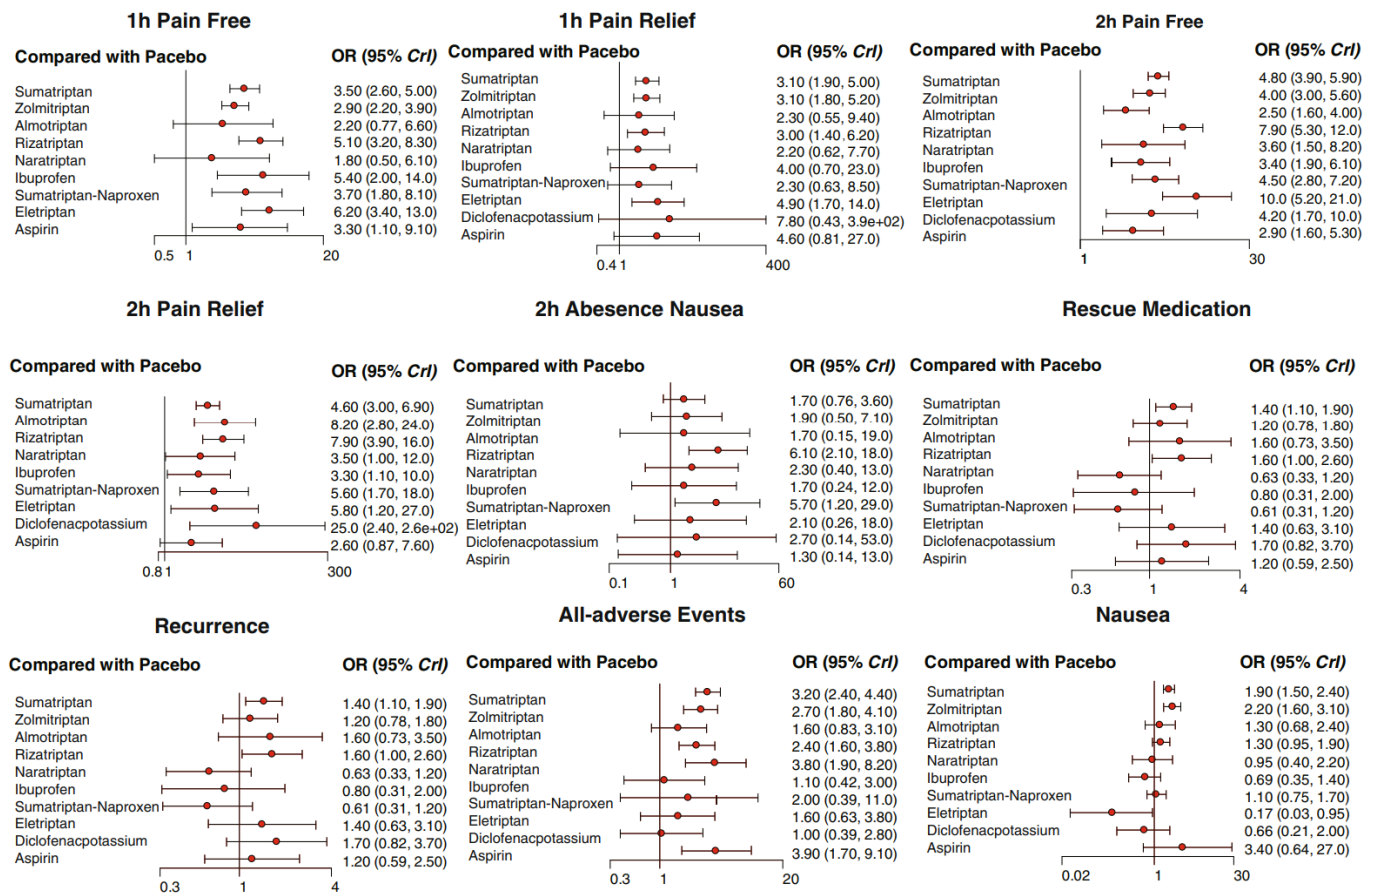 1h Pain Free
Compared with Pacebo OR (95% CrI)
Sumatriptan 3.50 (2.60, 5.00)
Zolmitriptan 2.90 (2.20, 3.90)
Almotriptan 2.20 (0.77, 6.60)
Rizatriptan 5.10 (3.20, 8.30)
Naratriptan 1.80 (0.50, 6.10)
Ibuprofen 5.40 (2.00, 14.0)
Sumatriptan-Naproxen 3.70 (1.80, 8.10)
Eletriptan 6.20 (3.40, 13.0)
Aspirin 3.30 (1.10, 9.10)
0.5 1 20
1h Pain Relief
Compared with Pacebo OR (95% CrI)
Sumatriptan 3.10 (1.90, 5.00)
Zolmitriptan 3.10 (1.80, 5.20)
Almotriptan 2.30 (0.55, 9.40)
Rizatriptan 3.00 (1.40, 6.20)
Naratriptan 2.20 (0.62, 7.70)
Ibuprofen 4.00 (0.70, 23.0)
Sumatriptan-Naproxen 2.30 (0.63, 8.50)
Eletriptan 4.90 (1.70, 14.0)
Diclofenacpotassium 7.80 (0.43, 3.9e+02)
Aspirin 4.60 (0.81, 27.0)
0.4 1 400
2h Pain Free
Compared with Pacebo OR (95% CrI)
Sumatriptan 4.80 (3.90, 5.90)
Zolmitriptan 4.00 (3.00, 5.60)
Almotriptan 2.50 (1.60, 4.00)
Rizatriptan 7.90 (5.30, 12.0)
Naratriptan 3.60 (1.50, 8.20)
Ibuprofen 3.40 (1.90, 6.10)
Sumatriptan-Naproxen 4.50 (2.80, 7.20)
Eletriptan 10.0 (5.20, 21.0)
Diclofenacpotassium 4.20 (1.70, 10.0)
Aspirin 2.90 (1.60, 5.30)
1 30
2h Pain Relief
Compared with Pacebo OR (95% CrI)
Sumatriptan 4.60 (3.00, 6.90)
Almotriptan 8.20 (2.80, 24.0)
Rizatriptan 7.90 (3.90, 16.0)
Naratriptan 3.50 (1.00, 12.0)
Ibuprofen 3.30 (1.10, 10.0)
Sumatriptan-Naproxen 5.60 (1.70, 18.0)
Eletriptan 5.80 (1.20, 27.0)
Diclofenacpotassium 25.0 (2.40, 2.6e+02)
Aspirin 2.60 (0.87, 7.60)
0.8 1 300
2h Abesence Nausea
Compared with Pacebo OR (95% CrI)
Sumatriptan 1.70 (0.76, 3.60)
Zolmitriptan 1.90 (0.50, 7.10)
Almotriptan 1.70 (0.15, 19.0)
Rizatriptan 6.10 (2.10, 18.0)
Naratriptan 2.30 (0.40, 13.0)
Ibuprofen 1.70 (0.24, 12.0)
Sumatriptan-Naproxen 5.70 (1.20, 29.0)
Eletriptan 2.10 (0.26, 18.0)
Diclofenacpotassium 2.70 (0.14, 53.0)
Aspirin 1.30 (0.14, 13.0)
0.1 1 60
Rescue Medication
Compared with Pacebo OR (95% CrI)
Sumatriptan 1.40 (1.10, 1.90)
Zolmitriptan 1.20 (0.78, 1.80)
Almotriptan 1.60 (0.73, 3.50)
Rizatriptan 1.60 (1.00, 2.60)
Naratriptan 0.63 (0.33, 1.20)
Ibuprofen 0.80 (0.31, 2.00)
Sumatriptan-Naproxen 0.61 (0.31, 1.20)
Eletriptan 1.40 (0.63, 3.10)
Diclofenacpotassium 1.70 (0.82, 3.70)
Aspirin 1.20 (0.59, 2.50)
0.3 1 4
Recurrence
Compared with Pacebo OR (95% CrI)
Sumatriptan 1.40 (1.10, 1.90)
Zolmitriptan 1.20 (0.78, 1.80)
Almotriptan 1.60 (0.73, 3.50)
Rizatriptan 1.60 (1.00, 2.60)
Naratriptan 0.63 (0.33, 1.20)
Ibuprofen 0.80 (0.31, 2.00)
Sumatriptan-Naproxen 0.61 (0.31, 1.20)
Eletriptan 1.40 (0.63, 3.10)
Diclofenacpotassium 1.70 (0.82, 3.70)
Aspirin 1.20 (0.59, 2.50)
0.3 1 4
All-adverse Events
Compared with Pacebo OR (95% CrI)
Sumatriptan 3.20 (2.40, 4.40)
Zolmitriptan 2.70 (1.80, 4.10)
Almotriptan 1.60 (0.83, 3.10)
Rizatriptan 2.40 (1.60, 3.80)
Naratriptan 3.80 (1.90, 8.20)
Ibuprofen 1.10 (0.42, 3.00)
Sumatriptan-Naproxen 2.00 (0.39, 11.0)
Eletriptan 1.60 (0.63, 3.80)
Diclofenacpotassium 1.00 (0.39, 2.80)
Aspirin 3.90 (1.70, 9.10)
0.3 1 20
Nausea
Compared with Pacebo OR (95% CrI)
Sumatriptan 1.90 (1.50, 2.40)
Zolmitriptan 2.20 (1.60, 3.10)
Almotriptan 1.30 (0.68, 2.40)
Rizatriptan 1.30 (0.95, 1.90)
Naratriptan 0.95 (0.40, 2.20)
Ibuprofen 0.69 (0.35, 1.40)
Sumatriptan-Naproxen 1.10 (0.75, 1.70)
Eletriptan 0.17 (0.03, 0.95)
Diclofenacpotassium 0.66 (0.21, 2.00)
Aspirin 3.40 (0.64, 27.0)
0.02 1 30